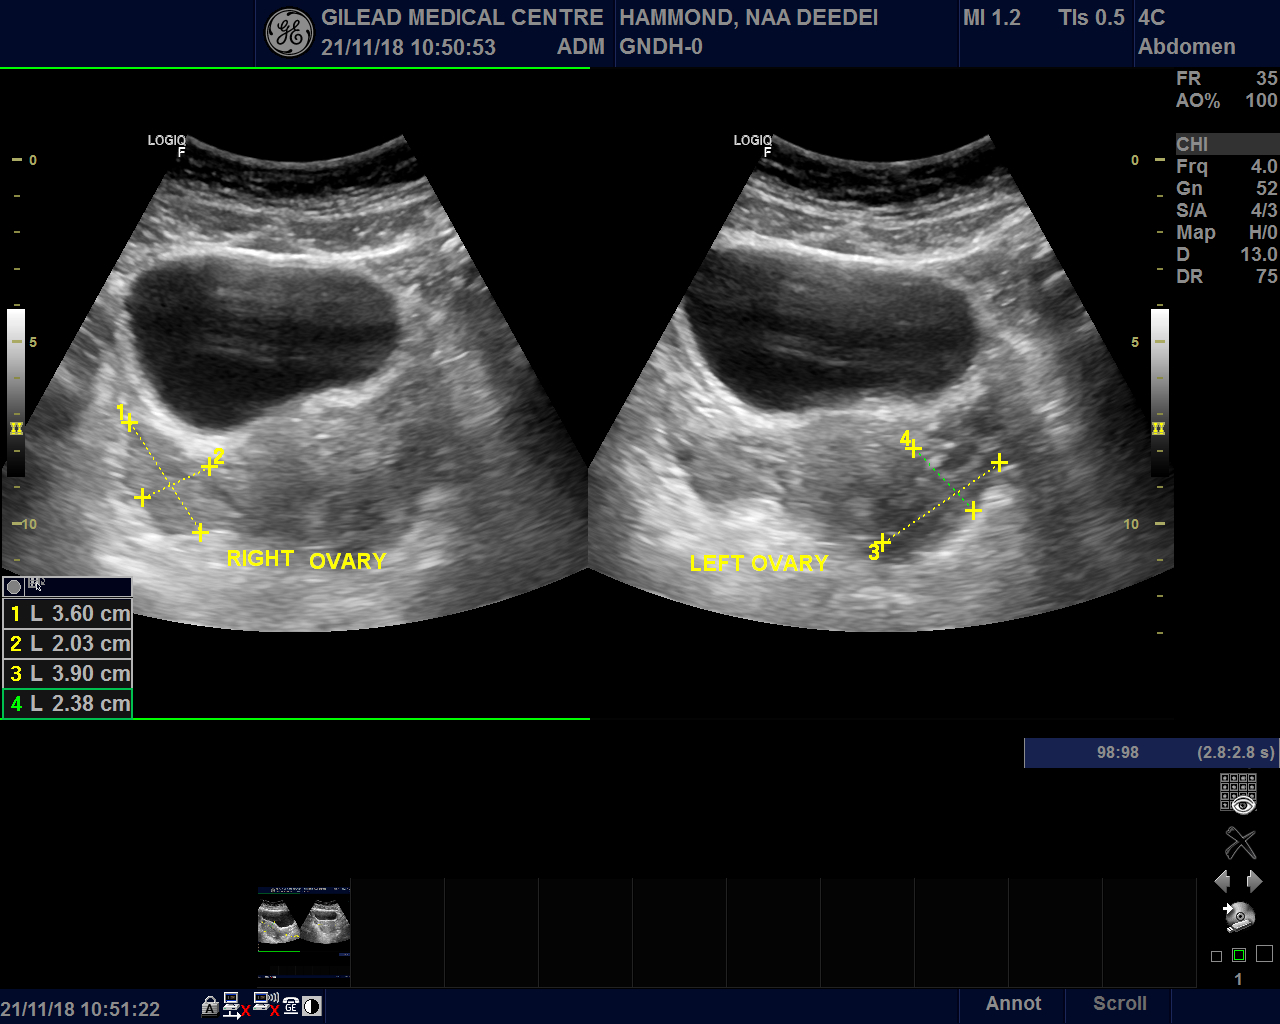 GILEAD MEDICAL CENTRE
21/11/18 10:50:53 ADM
HAMMOND, NAA DEEDEI
GNDH-0
MI 1.2 TIs 0.5
4C
Abdomen
FR 35
AO% 100
CHI
Frq 4.0
Gn 52
S/A 4/3
Map H/0
D 13.0
DR 75
LOGIQ
F
LOGIQ
F
0
5
10
0
5
10
1
2
RIGHT OVARY
4
3
LEFT OVARY
1 L 3.60 cm
2 L 2.03 cm
3 L 3.90 cm
4 L 2.38 cm
98:98 (2.8:2.8 s)
1
21/11/18 10:51:22
Annot
Scroll